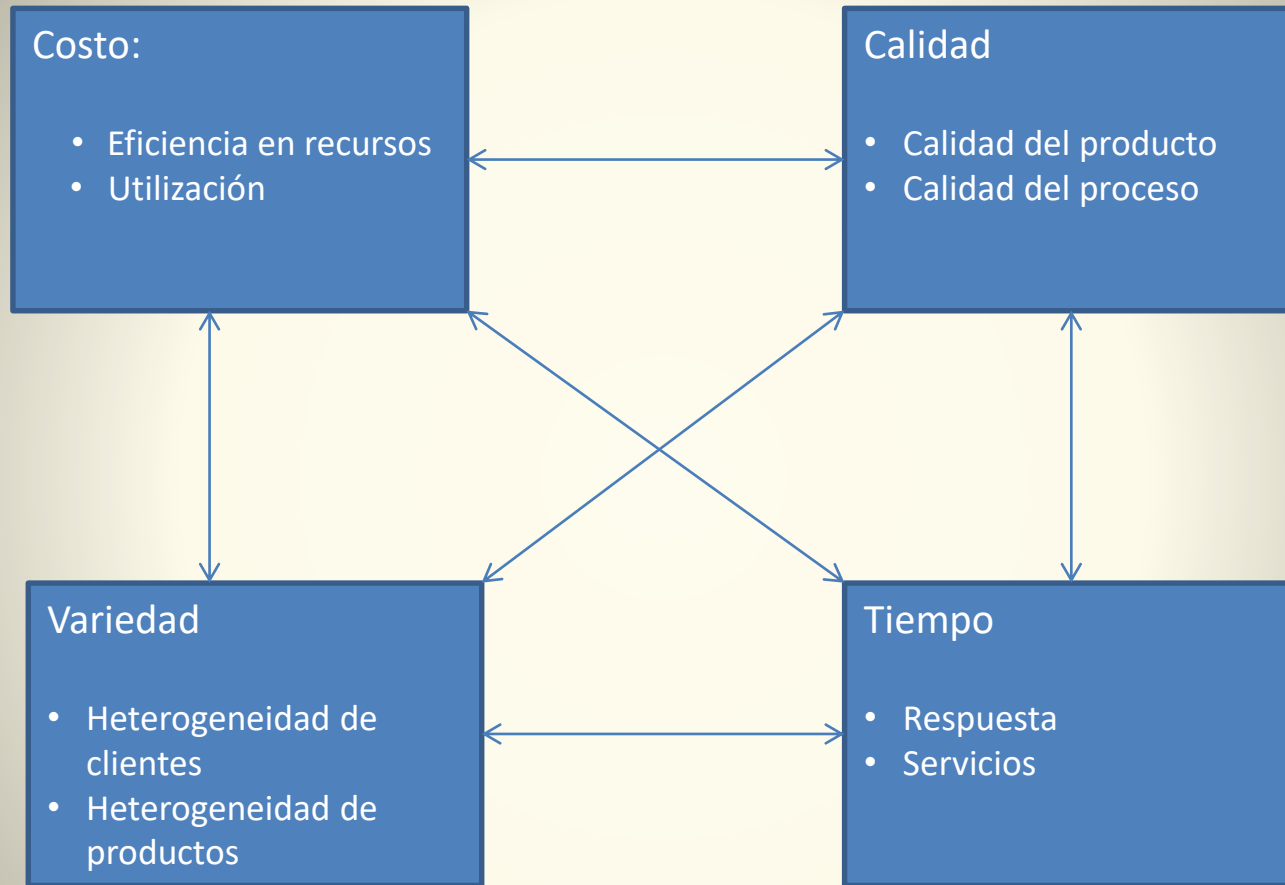 Costo:
• Eficiencia en recursos
• Utilización
Calidad
• Calidad del producto
• Calidad del proceso
Variedad
• Heterogeneidad de
clientes
• Heterogeneidad de
productos
Tiempo
• Respuesta
• Servicios